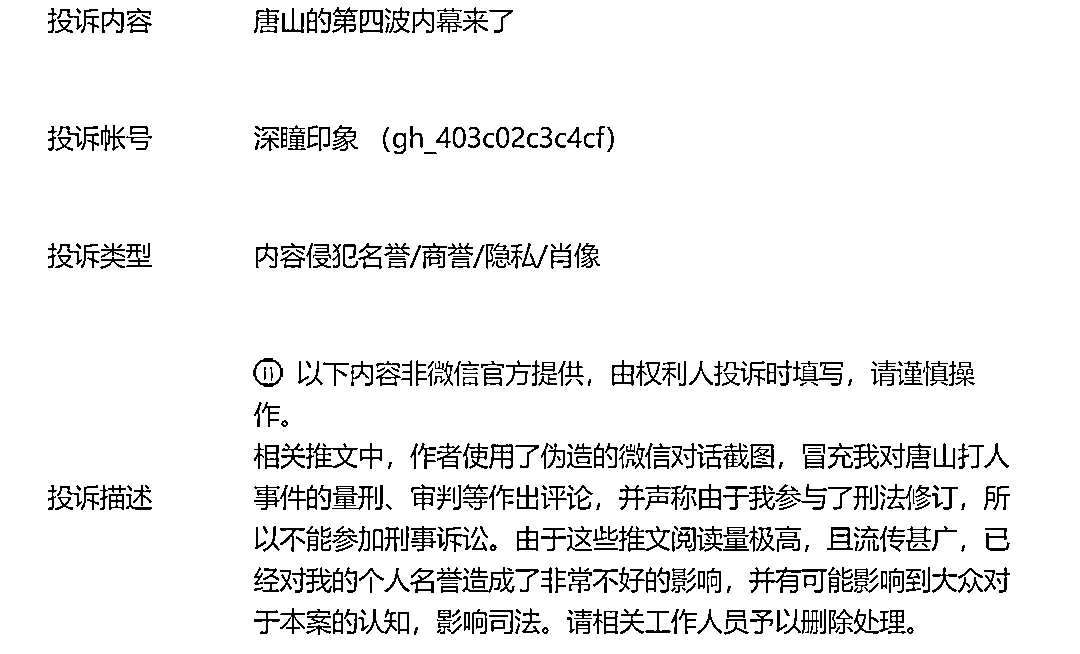 投诉内容 唐山的第四波内幕来了
投诉帐号 深瞳印象 （gh_403c02c3c4cf）
投诉类型 内容侵犯名誉/商誉/隐私/肖像
以下内容非微信官方提供，由权利人投诉时填写，请谨慎操
作。
相关推文中，作者使用了伪造的微信对话截图，冒充我对唐山打人
投诉描述 事件的量刑、审判等作出评论，并声称由于我参与了刑法修订，所
以不能参加刑事诉讼。由于这些推文阅读量极高，且流传甚广，已
经对我的个人名誉造成了非常不好的影响，并有可能影响到大众对
于本案的认知，影响司法。请相关工作人员予以删除处理。